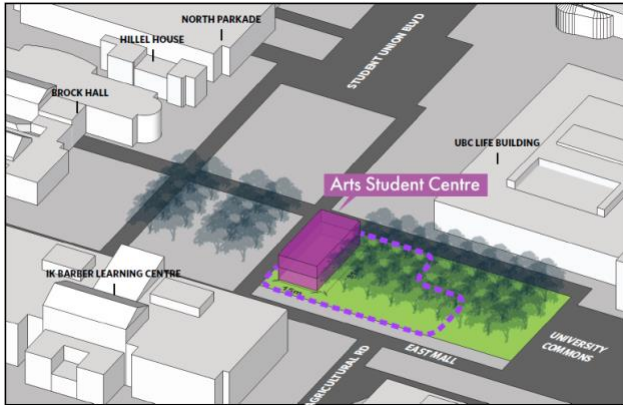 NORTH PARKADE
HILLEL HOUSE
STUDENT UNION BLVD
BROCK HALL
UBC LIFE BUILDING
Arts Student Centre
IK BARBER LEARNING CENTRE
UNIVERSITY
COMMONS
EAST MALL
AGRICULTURAL RD